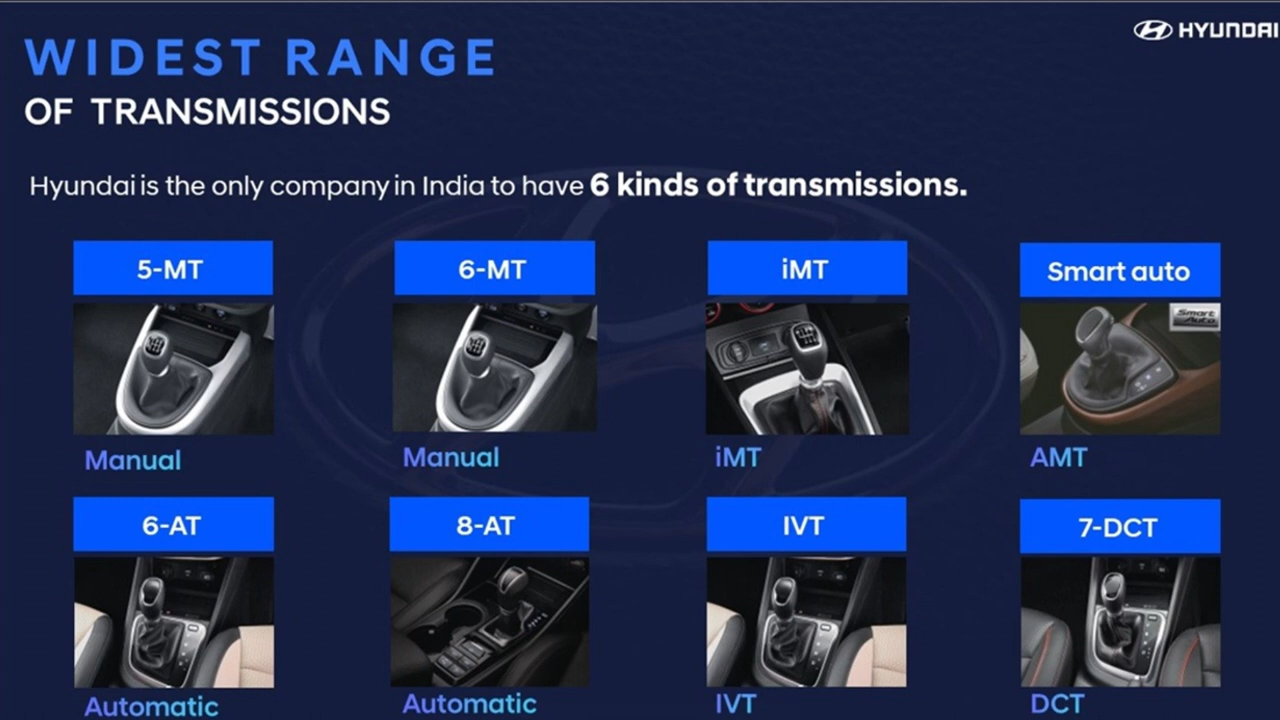 HYUNDAI
WIDEST RANGE
OF TRANSMISSIONS
Hyundai is the only company in India to have 6 kinds of transmissions.
5-MT
6-MT
iMT
Smart auto
Smart Auto
Manual
Manual
iMT
AMT
6-AT
8-AT
IVT
7-DCT
Automatic
Automatic
IVT
DCT